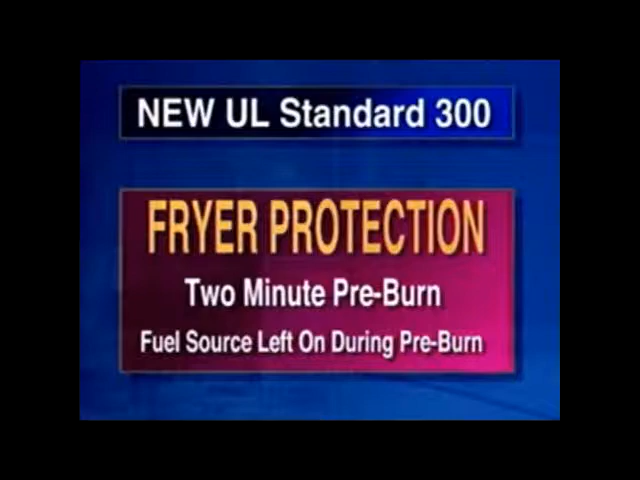 NEW UL Standard 300
FRYER PROTECTION
Two Minute Pre-Burn
Fuel Source Left On During Pre-Burn